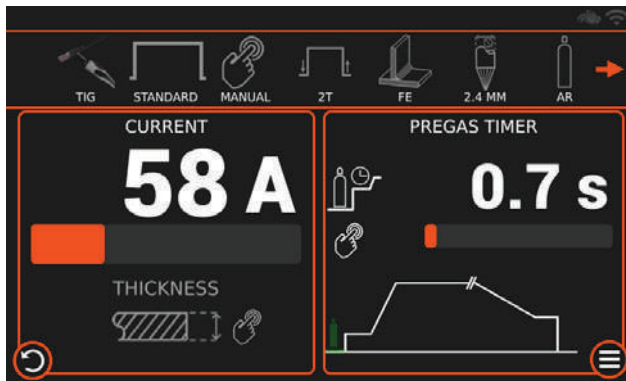 TIG STANDARD MANUAL 2T FE 2.4 MM AR
CURRENT
58 A
THICKNESS
PREGAS TIMER
0.7 s